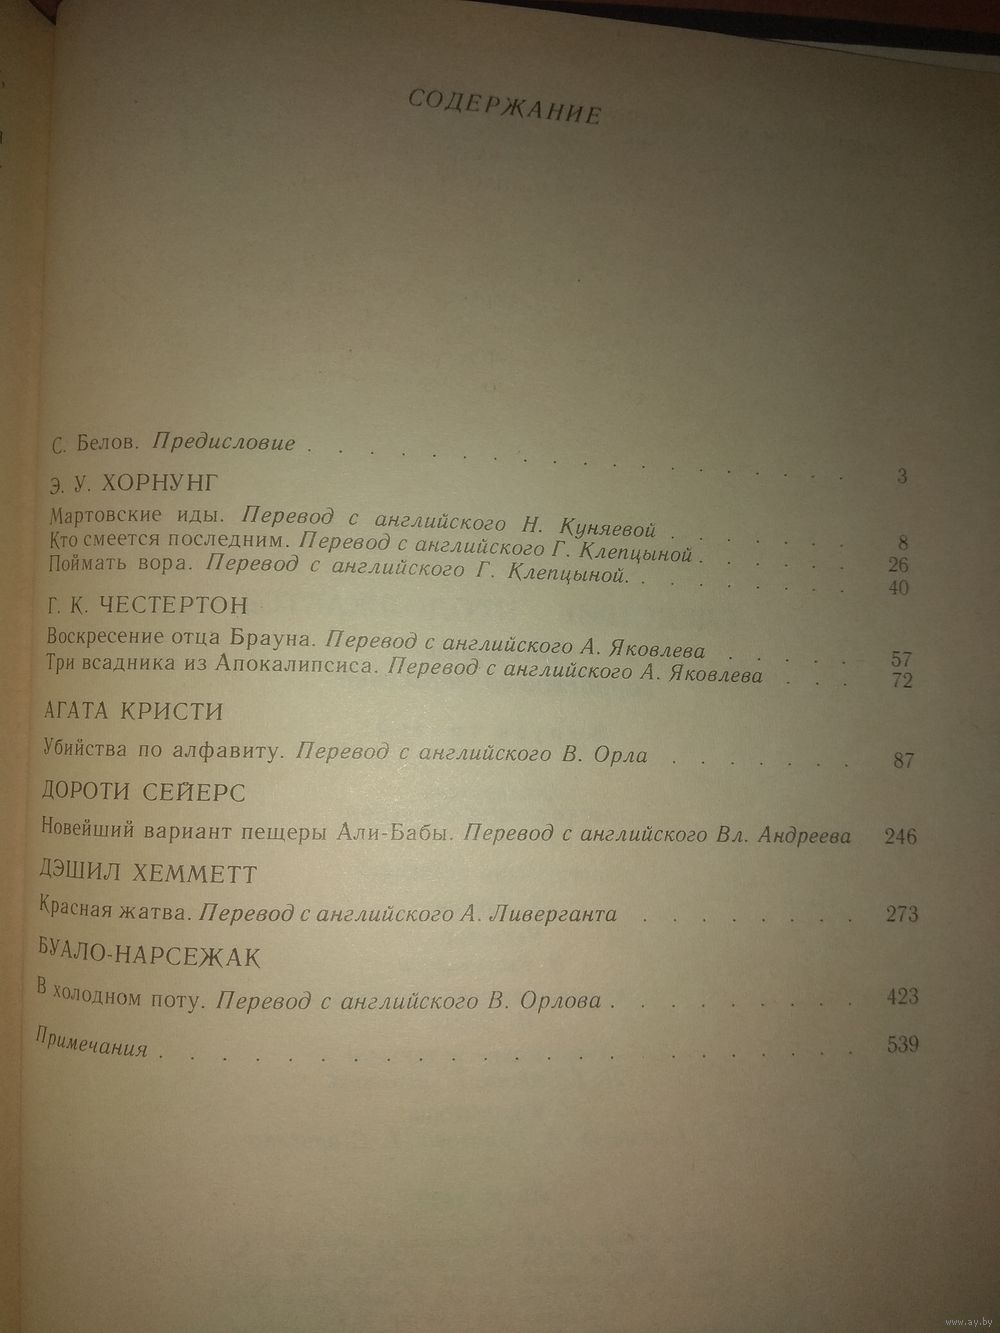 СОДЕРЖАНИЕ
С. Белов. Предисловие . . . . . . . . . . . . . . . . . . 3
Э. У. ХОРНУНГ
Мартовские иды. Перевод с английского Н. Куняевой . . . . . . . 8
Кто смеется последним. Перевод с английского Г. Клепцыной . . . . . . 26
Поймать вора. Перевод с английского Г. Клепцыной. . . . . . . . 40
Г. К. ЧЕСТЕРТОН
Воскресение отца Брауна. Перевод с английского А. Яковлева . . . . . 57
Три всадника из Апокалипсиса. Перевод с английского А. Яковлева . . . 72
АГАТА КРИСТИ
Убийства по алфавиту. Перевод с английского В. Орла . . . . . . . 87
ДОРОТИ СЕЙЕРС
Новейший вариант пещеры Али-Бабы. Перевод с английского Вл. Андреева 246
ДЭШИЛ ХЕММЕТТ
Красная жатва. Перевод с английского А. Ливерганта . . . . . . . . 273
БУАЛО-НАРСЕЖАК
В холодном поту. Перевод с английского В. Орлова . . . . . . . . . 423
Примечания . . . . . . . . . . . . . . . . . . . . . . . 539
www.ay.by